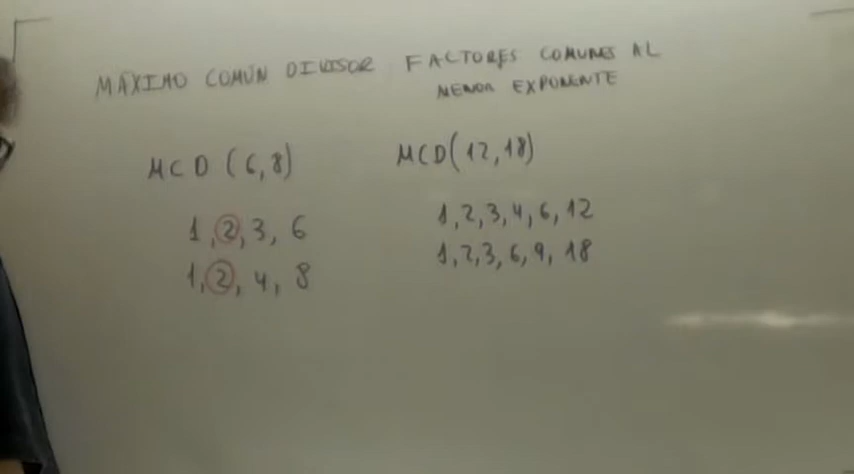 MÁXIMO COMÚN DIVISOR FACTORES COMUNES AL
MENOR EXPONENTE
MCD (6,8)
1, 2, 3, 6
1, 2, 4, 8
MCD(12,18)
1, 2, 3, 4, 6, 12
1, 2, 3, 6, 9, 18